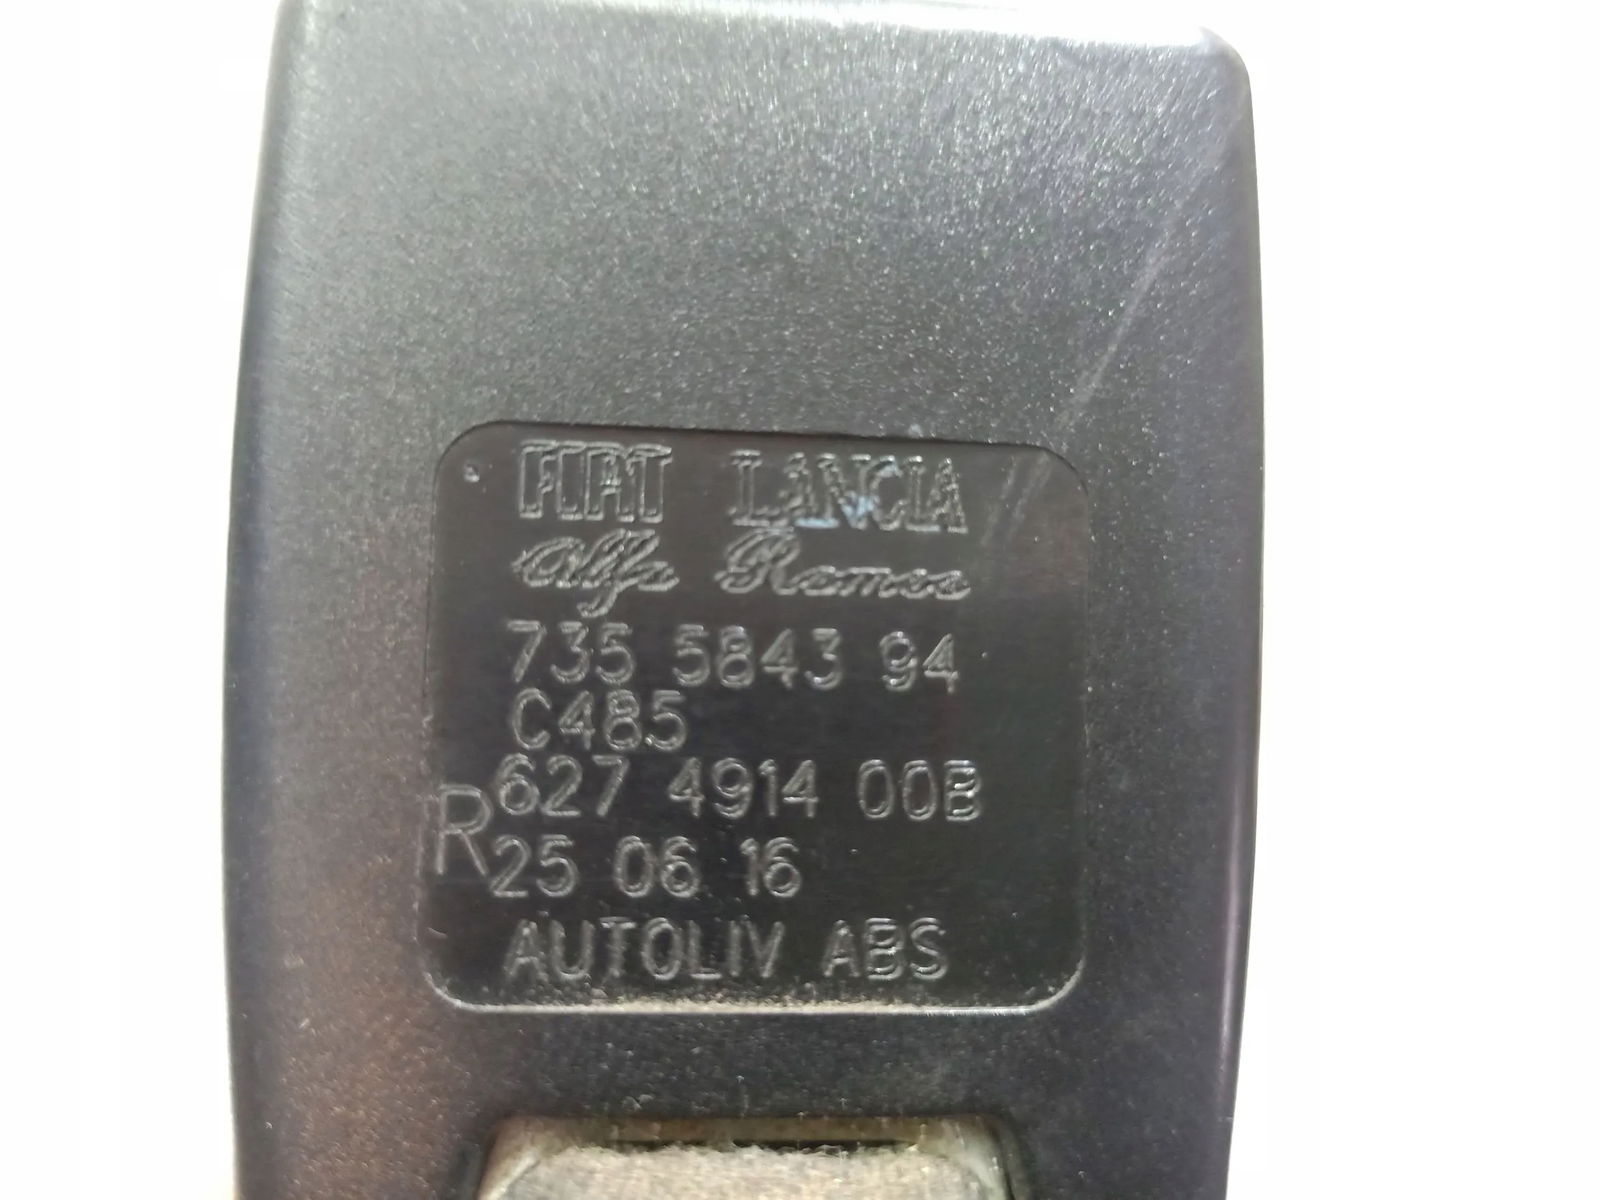 FIAT LANCIA
Alfa Romeo
735 5843 94
C485
627 4914 00B
R 25 06 16
AUTOLIV ABS